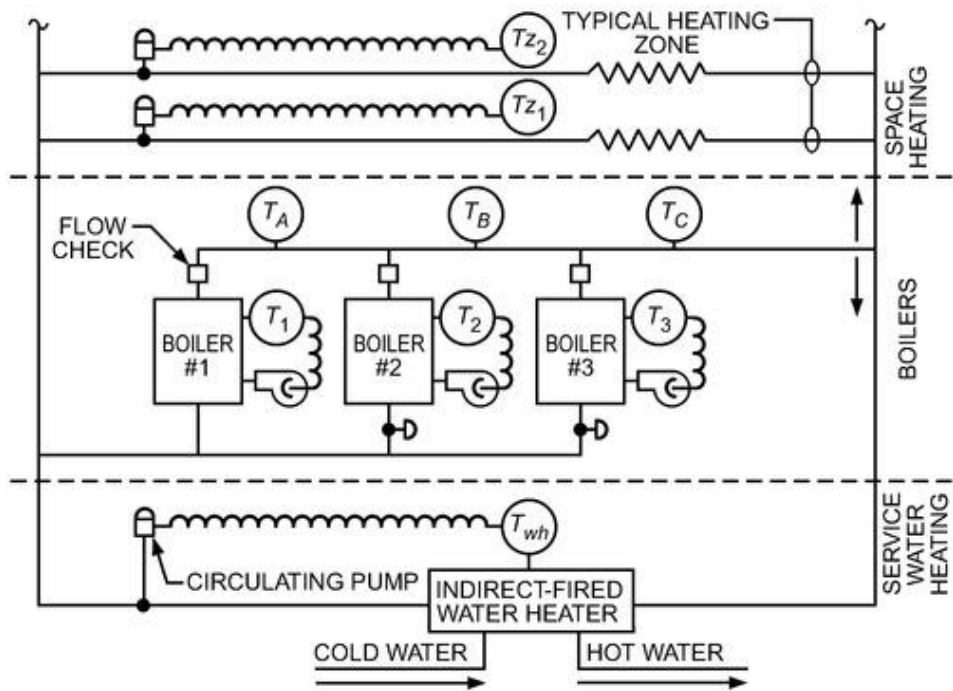 Tz2
TYPICAL HEATING
ZONE
Tz1
SPACE
HEATING
FLOW
CHECK
TA
TB
TC
BOILER
#1
T1
BOILER
#2
T2
BOILER
#3
T3
BOILERS
Twh
CIRCULATING PUMP
INDIRECT-FIRED
WATER HEATER
SERVICE
WATER
HEATING
COLD WATER
HOT WATER